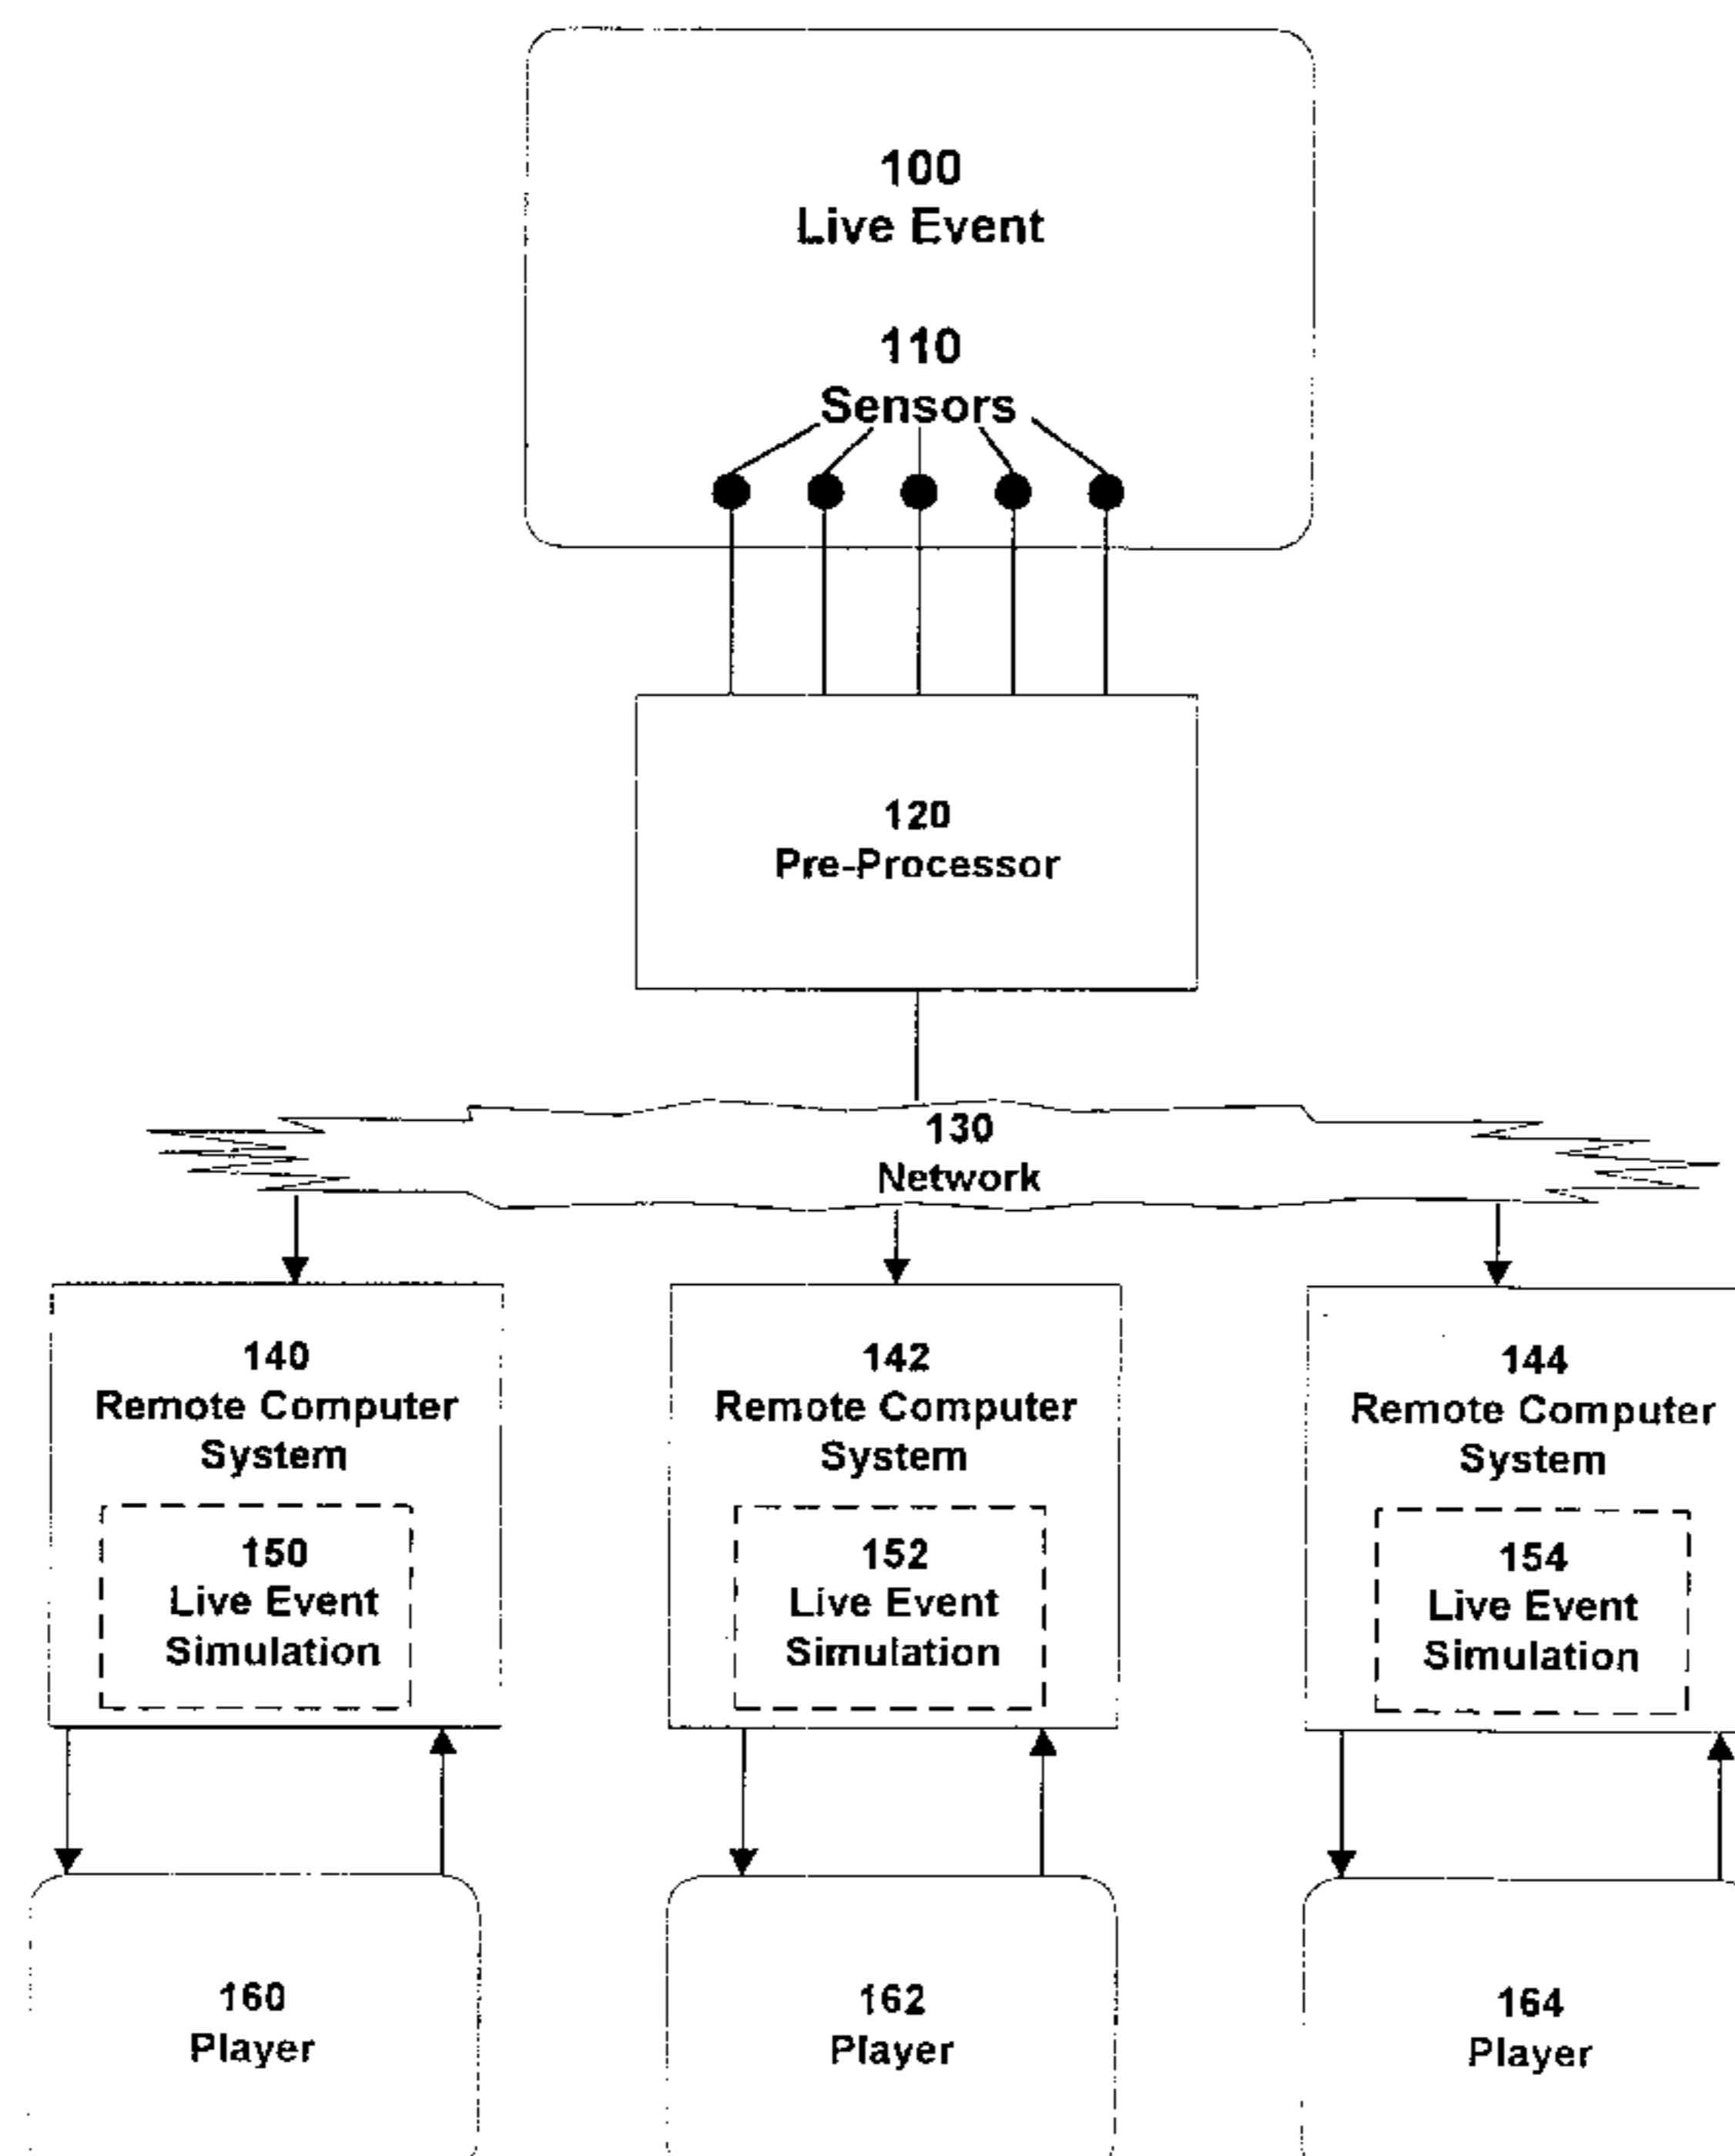 100
Live Event
110
Sensors
120
Pre-Processor
130
Network
140
Remote Computer
System
150
Live Event
Simulation
142
Remote Computer
System
152
Live Event
Simulation
144
Remote Computer
System
154
Live Event
Simulation
160
Player
162
Player
164
Player